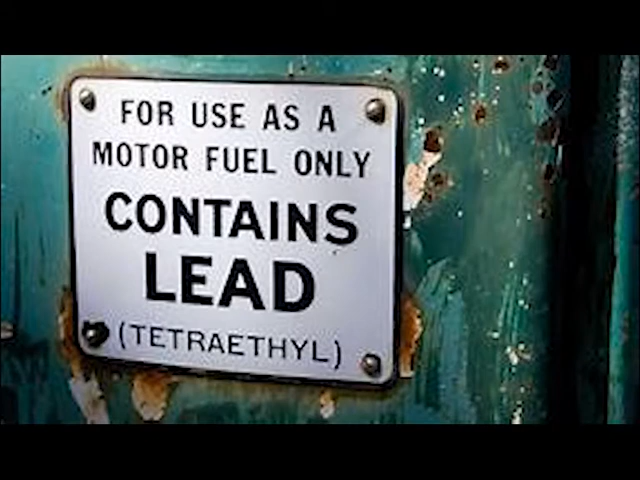 FOR USE AS A
MOTOR FUEL ONLY
CONTAINS
LEAD
(TETRAETHYL)